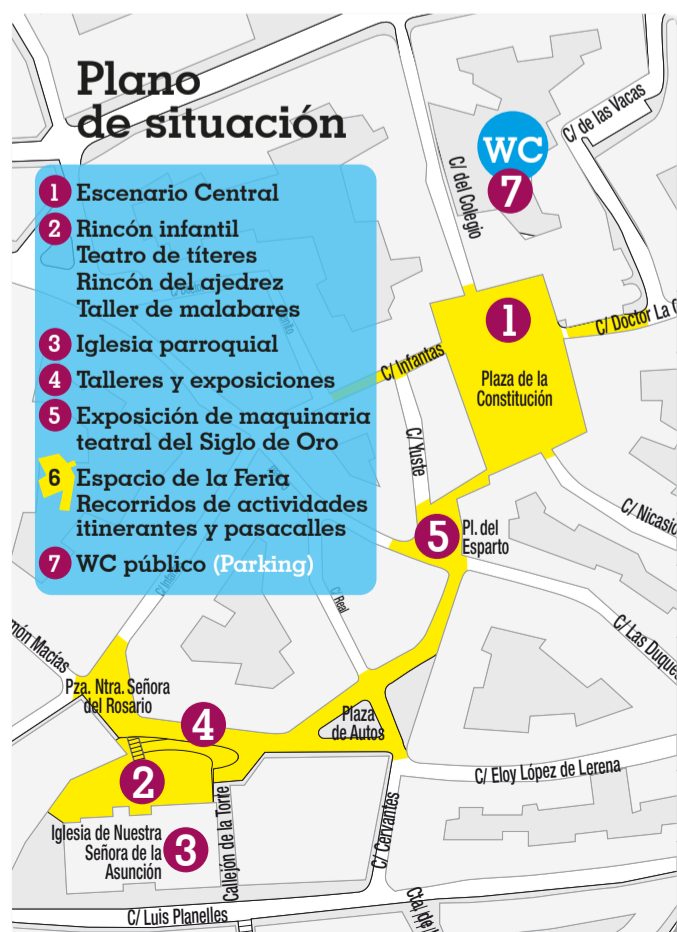 Plano
de situación
1 Escenario Central
2 Rincón infantil
Teatro de títeres
Rincón del ajedrez
Taller de malabares
3 Iglesia parroquial
4 Talleres y exposiciones
5 Exposición de maquinaria
teatral del Siglo de Oro
6 Espacio de la Feria
Recorridos de actividades
itinerantes y pasacalles
7 WC público (Parking)
WC
7
C/ de las Vacas
C/ del Colegio
1
C/ Doctor La
C/ Infantas
Plaza de la
Constitución
C/ Yuste
C/ Nicasio
5
Pl. del
Esparto
C/ Real
C/ Las Duque
món Macías
Pza. Ntra. Señora
del Rosario
4
Plaza
de Autos
2
C/ Eloy López de Lerena
Iglesia de Nuestra
Señora de la
Asunción
3
Callejón de la Torre
C/ Cervantes
C/ Luis Planelles